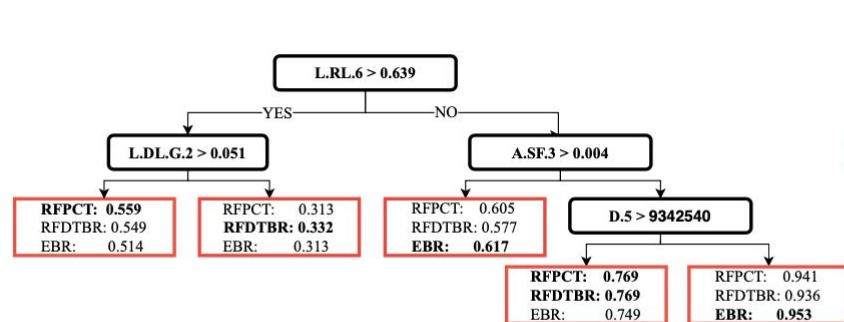 L.RL.6 > 0.639
YES
NO
L.DL.G.2 > 0.051
A.SF.3 > 0.004
RFPCT: 0.559
RFDTBR: 0.549
EBR: 0.514
RFPCT: 0.313
RFDTBR: 0.332
EBR: 0.313
RFPCT: 0.605
RFDTBR: 0.577
EBR: 0.617
D.5 > 9342540
RFPCT: 0.769
RFDTBR: 0.769
EBR: 0.749
RFPCT: 0.941
RFDTBR: 0.936
EBR: 0.953